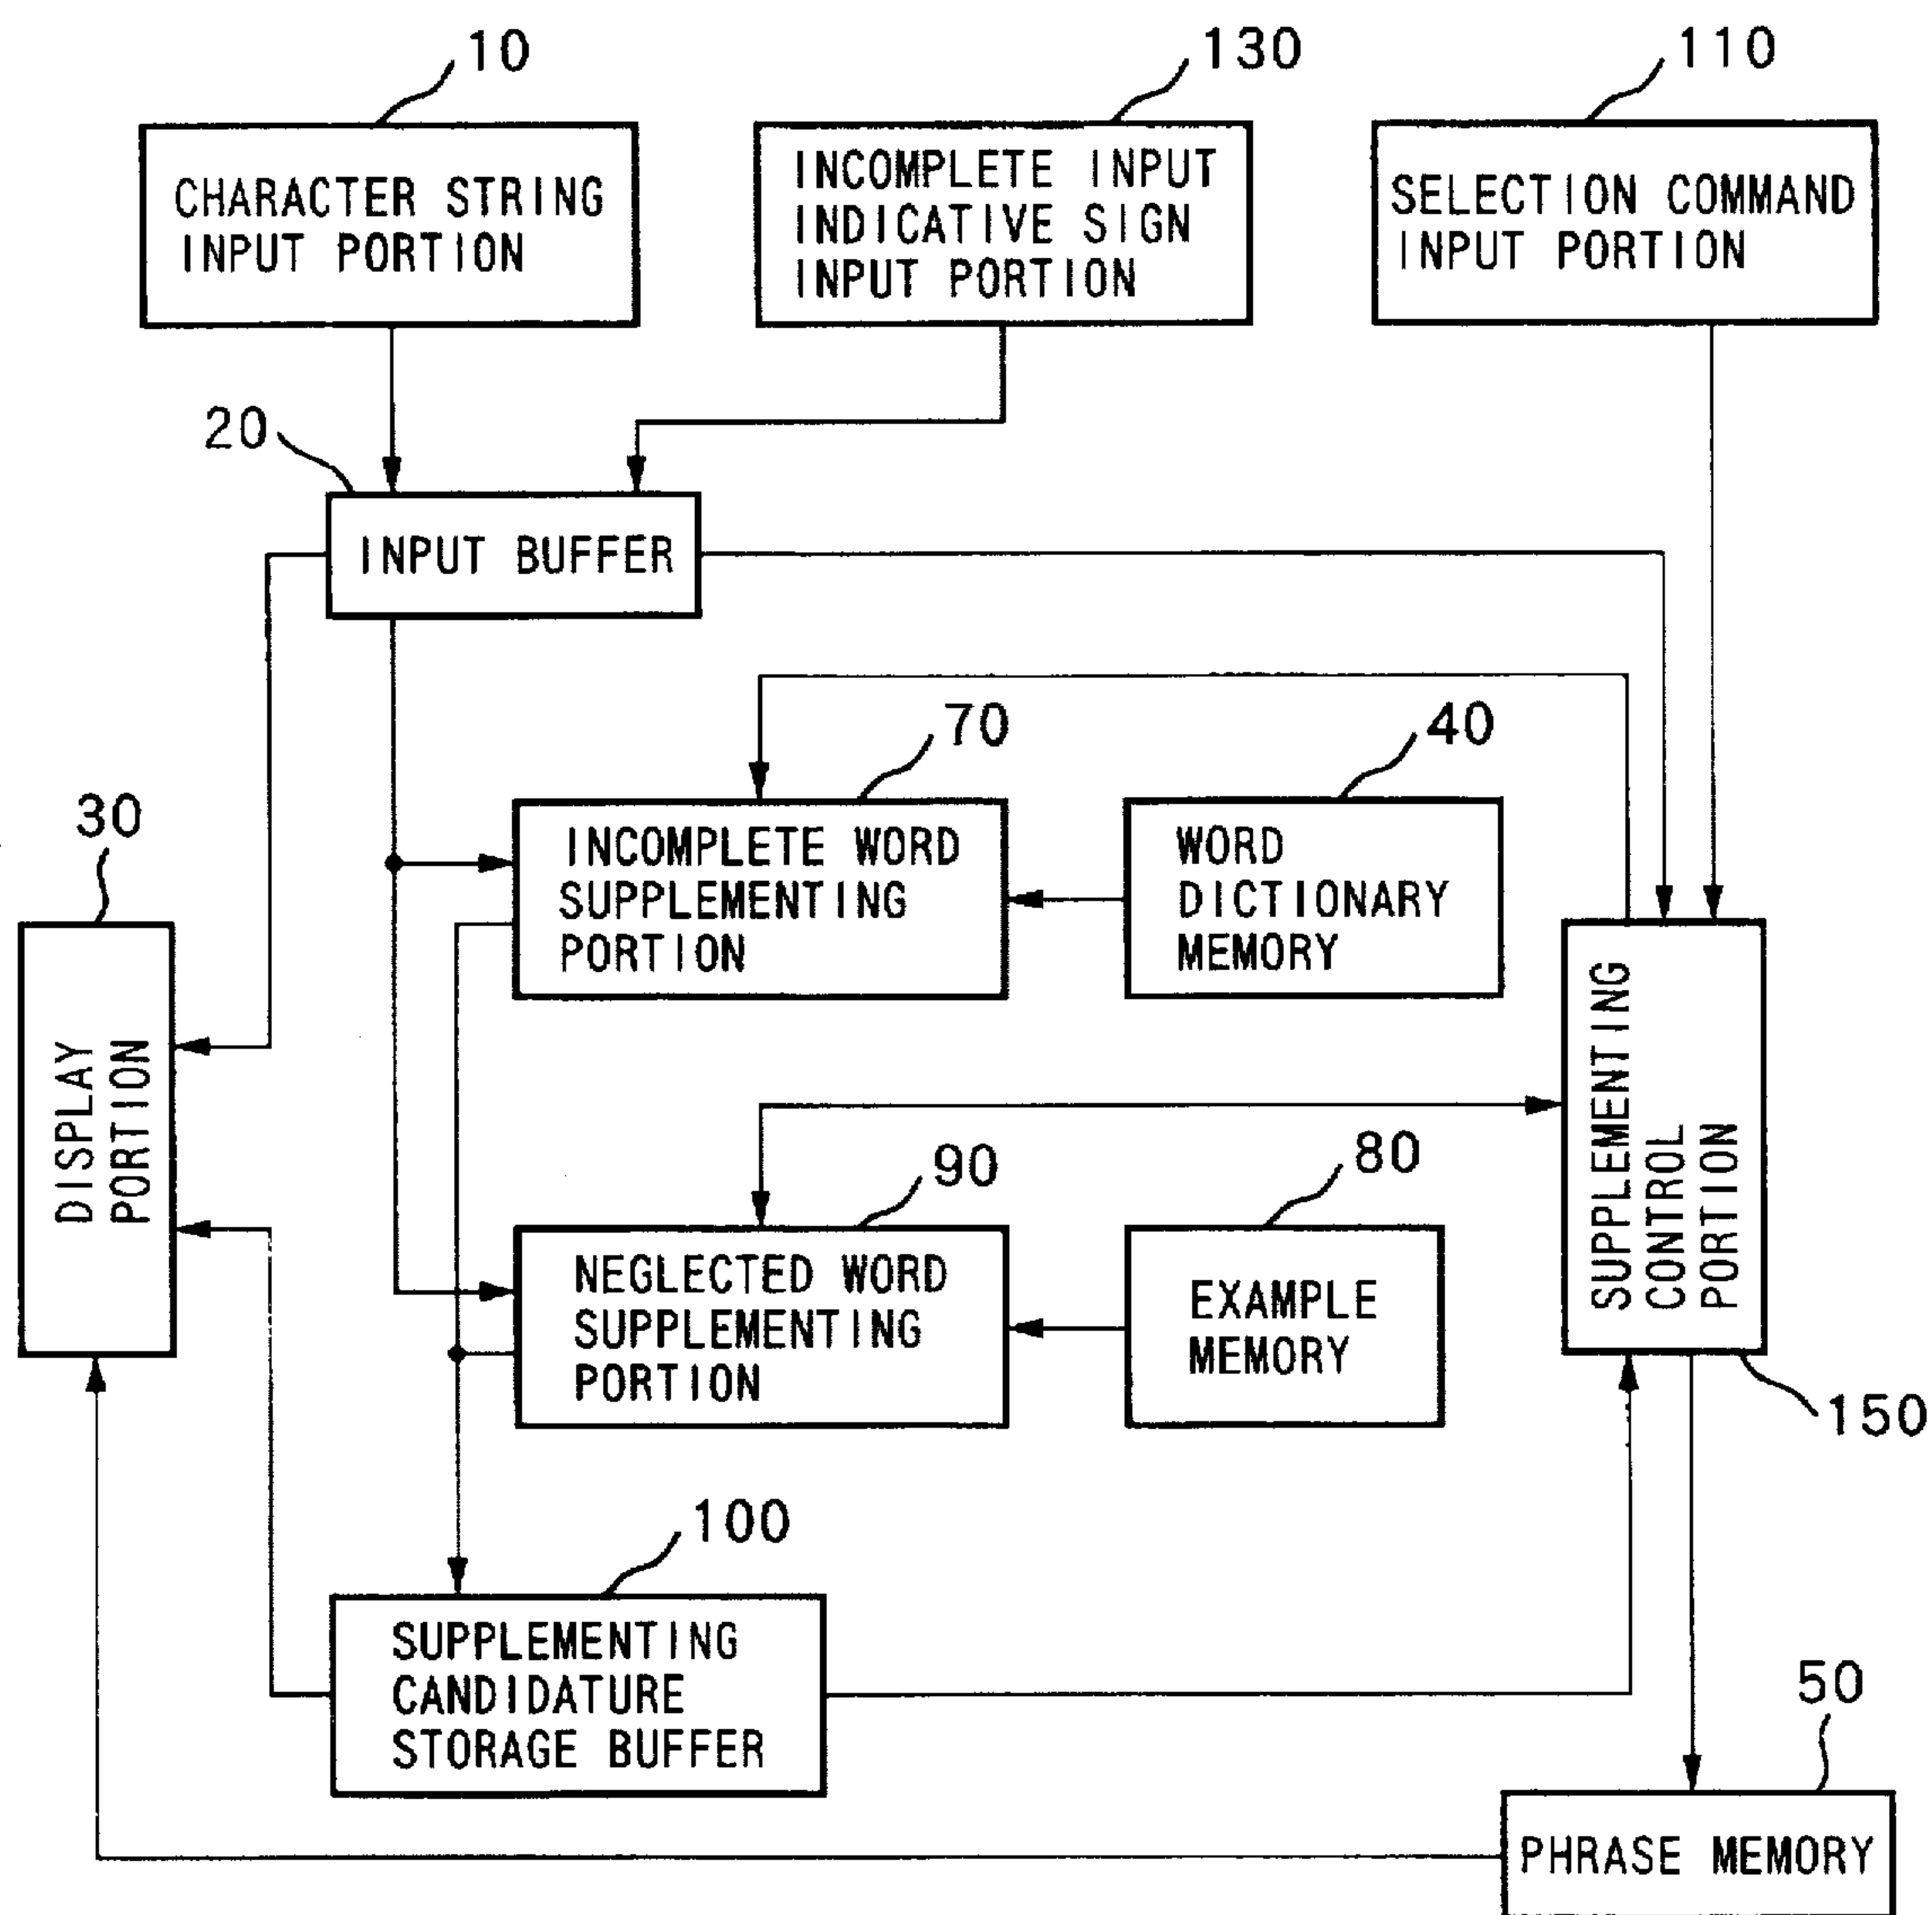 10
130
110
CHARACTER STRING
INPUT PORTION
INCOMPLETE INPUT
INDICATIVE SIGN
INPUT PORTION
SELECTION COMMAND
INPUT PORTION
20
INPUT BUFFER
70
40
30
INCOMPLETE WORD
SUPPLEMENTING
PORTION
WORD
DICTIONARY
MEMORY
DISPLAY
PORTION
SUPPLEMENTING
CONTROL
PORTION
90
80
NEGLECTED WORD
SUPPLEMENTING
PORTION
EXAMPLE
MEMORY
150
100
SUPPLEMENTING
CANDIDATURE
STORAGE BUFFER
50
PHRASE MEMORY